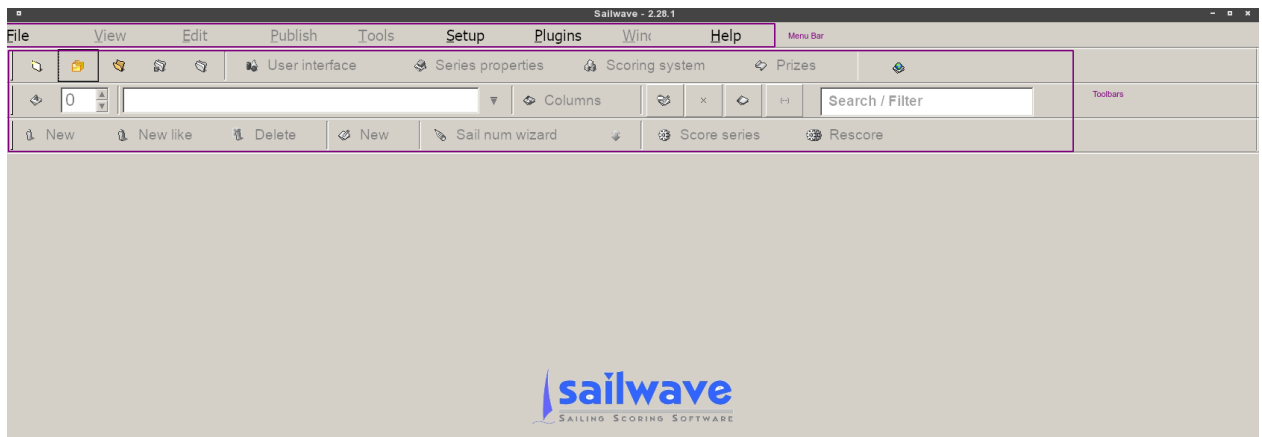 Sailwave - 2.28.1
File View Edit Publish Tools Setup Plugins Menu Bar Help
User interface Series properties Scoring system Prizes
0 Columns Search / Filter Toolbars
New New like Delete New Sail num wizard Score series Rescore
sailwave
SAILING SCORING SOFTWARE